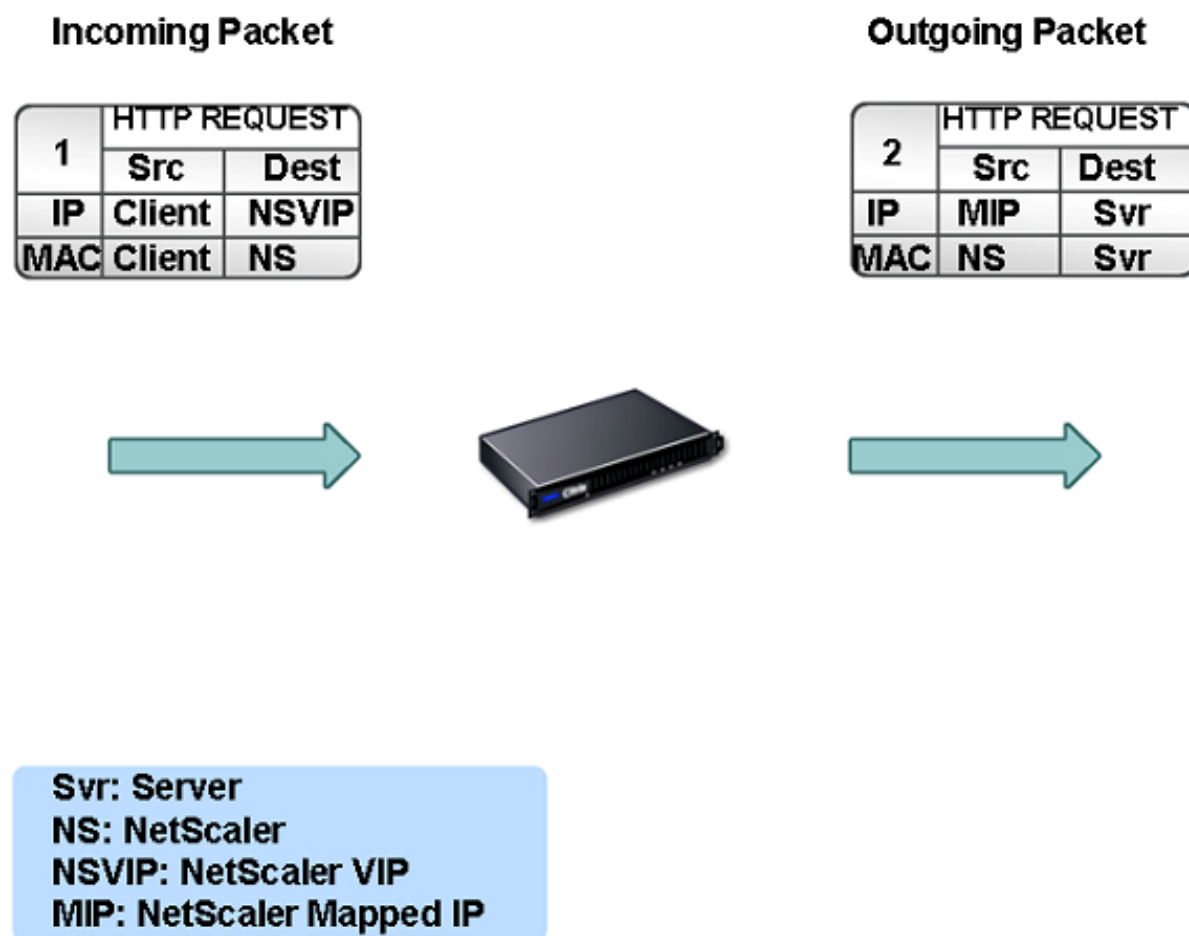 Incoming Packet
Outgoing Packet
1 HTTP REQUEST
Src Dest
IP Client NSVIP
MAC Client NS
2 HTTP REQUEST
Src Dest
IP MIP Svr
MAC NS Svr
Svr: Server
NS: NetScaler
NSVIP: NetScaler VIP
MIP: NetScaler Mapped IP